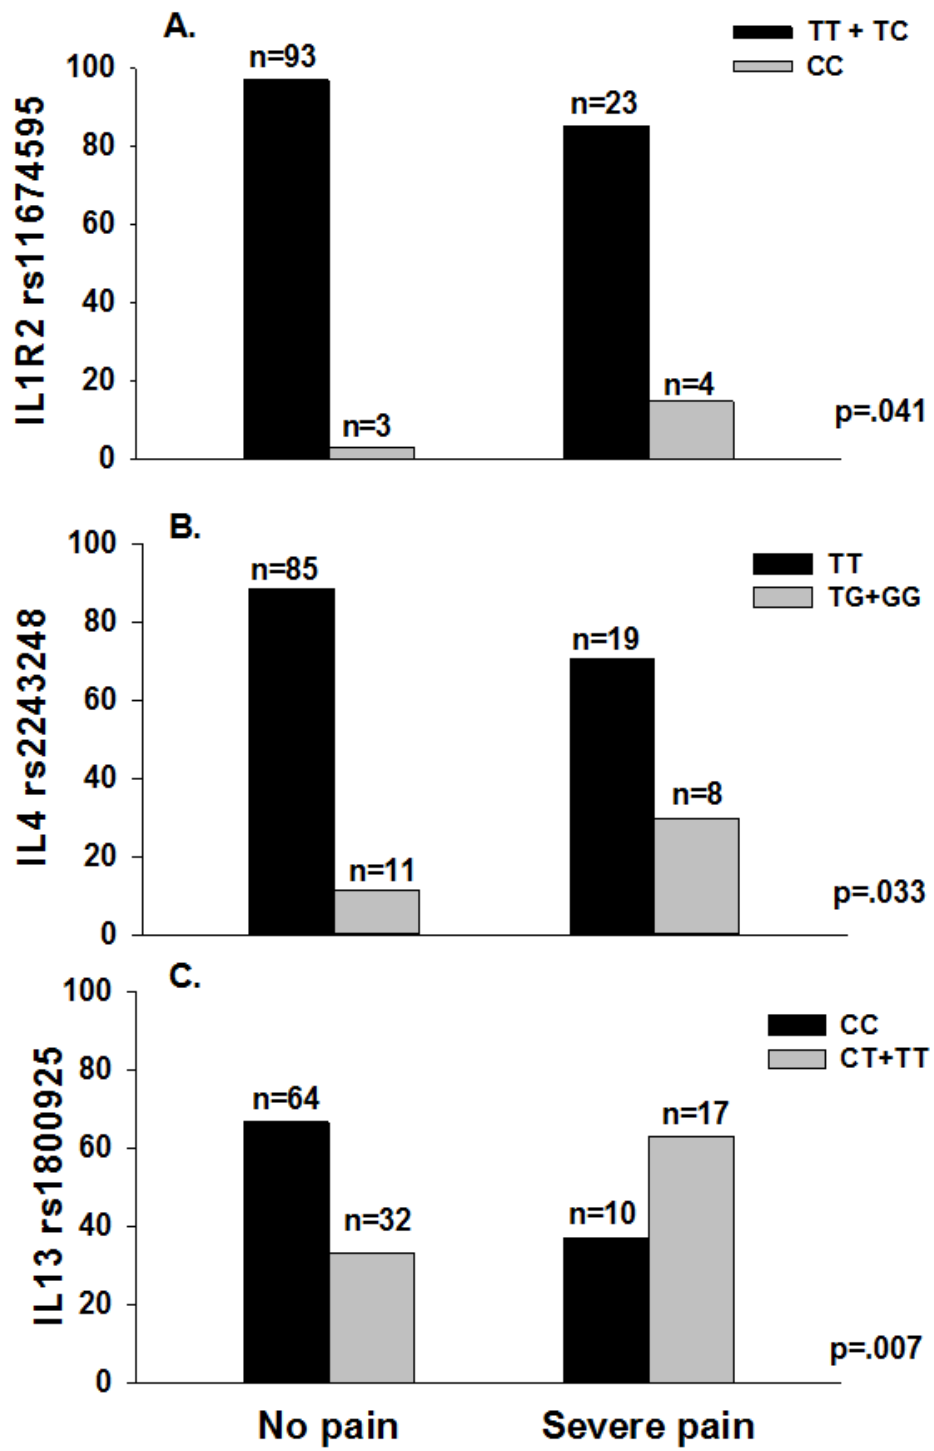 A.
TT + TC
CC
n=93
n=23
n=3
n=4
100
80
60
40
20
0
IL1R2 rs11674595
p=.041
B.
TT
TG+GG
n=85
n=19
n=11
n=8
100
80
60
40
20
0
IL4 rs2243248
p=.033
C.
CC
CT+TT
n=64
n=17
n=32
n=10
100
80
60
40
20
0
IL13 rs1800925
p=.007
No pain
Severe pain